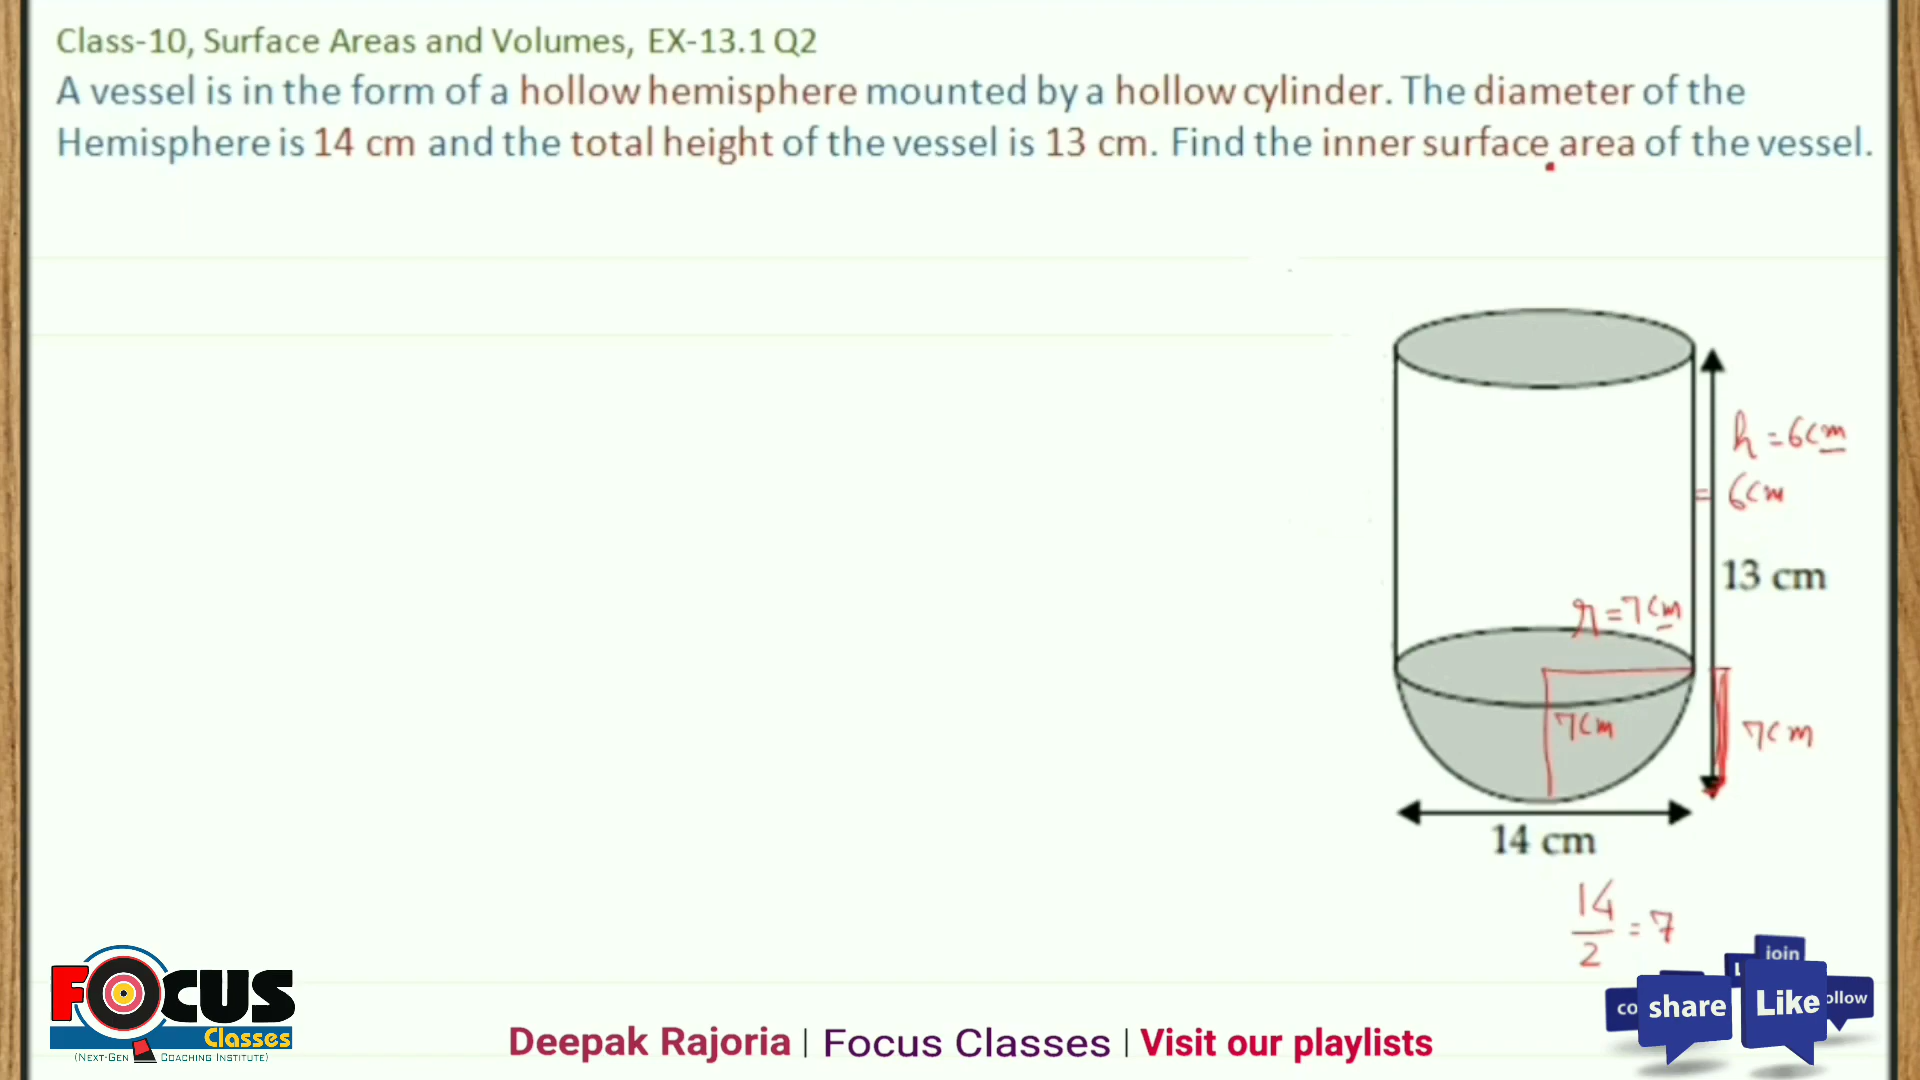 Class-10, Surface Areas and Volumes, EX-13.1 Q2
A vessel is in the form of a hollow hemisphere mounted by a hollow cylinder. The diameter of the
Hemisphere is 14 cm and the total height of the vessel is 13 cm. Find the inner surface area of the vessel.
h = 6cm
= 6cm
13 cm
r = 7cm
7cm
7cm
14 cm
14
2
= 7
FOCUS
Classes
(NEXT-GEN COACHING INSTITUTE)
Deepak Rajoria | Focus Classes | Visit our playlists
join
co share L Like ollow